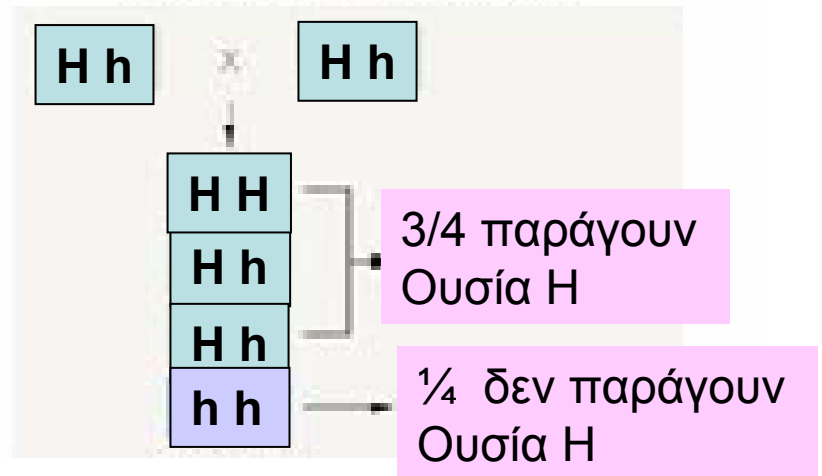 H h x H h
H H
H h
H h
h h
3/4 παράγουν
Ουσία Η
¼ δεν παράγουν
Ουσία Η